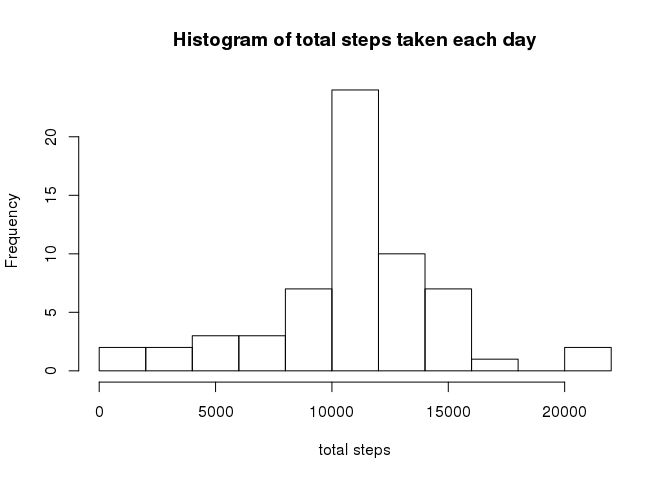 Histogram of total steps taken each day
Frequency
20
15
10
5
0
0 5000 10000 15000 20000
total steps